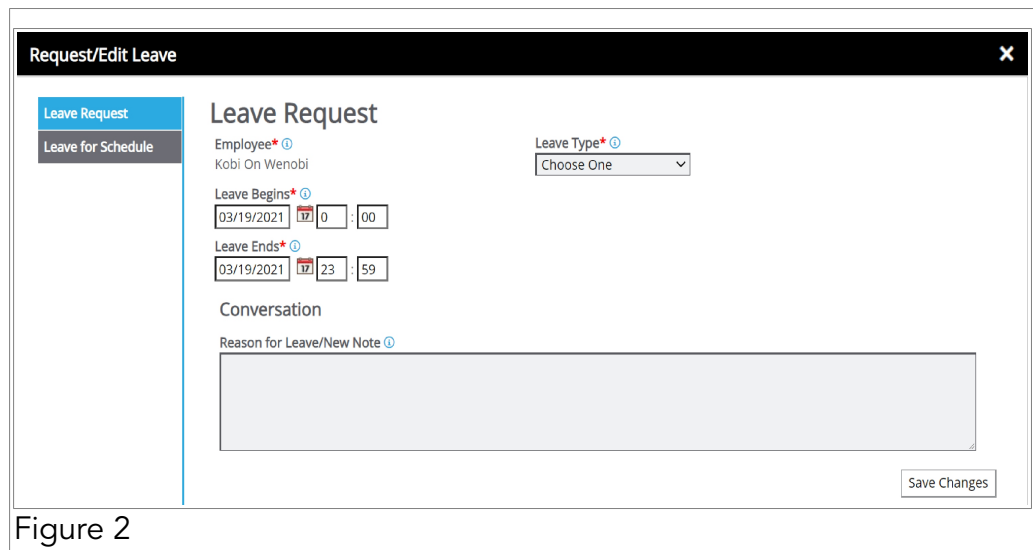 Request/Edit Leave ×
Leave Request
Leave for Schedule
Leave Request
Employee* Leave Type*
Kobi On Wenobi Choose One
Leave Begins*
03/19/2021 17 0 : 00
Leave Ends*
03/19/2021 17 23 : 59
Conversation
Reason for Leave/New Note
Save Changes
Figure 2